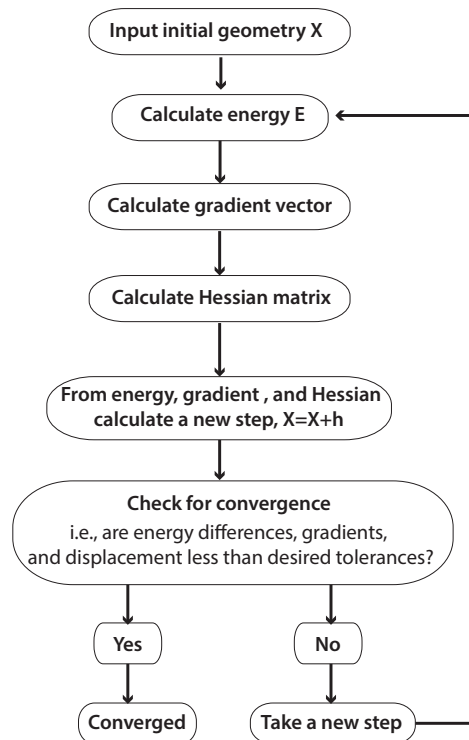 Input initial geometry X
Calculate energy E
Calculate gradient vector
Calculate Hessian matrix
From energy, gradient , and Hessian
calculate a new step, X=X+h
Check for convergence
i.e., are energy differences, gradients,
and displacement less than desired tolerances?
Yes
No
Converged
Take a new step